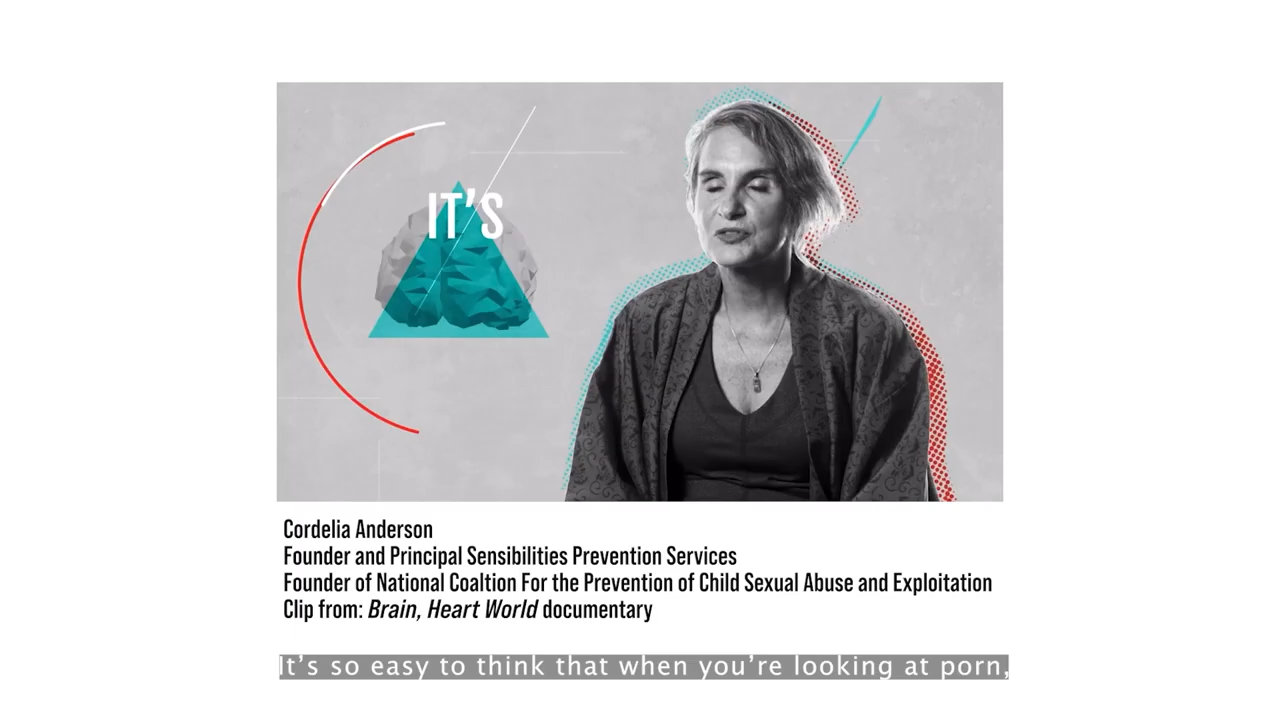 IT'S
Cordelia Anderson
Founder and Principal Sensibilities Prevention Services
Founder of National Coaltion For the Prevention of Child Sexual Abuse and Exploitation
Clip from: Brain, Heart World documentary
It's so easy to think that when you're looking at porn,